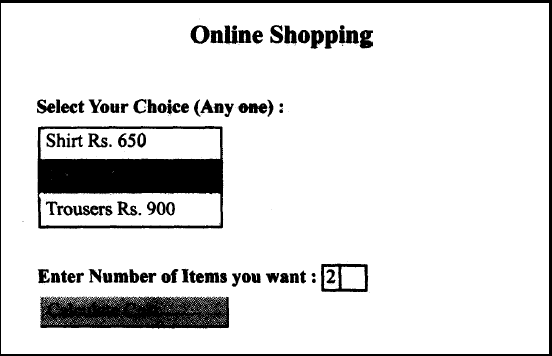 Online Shopping
Select Your Choice (Any one) :
Shirt Rs. 650
Trousers Rs. 900
Enter Number of Items you want : 2
Calculate